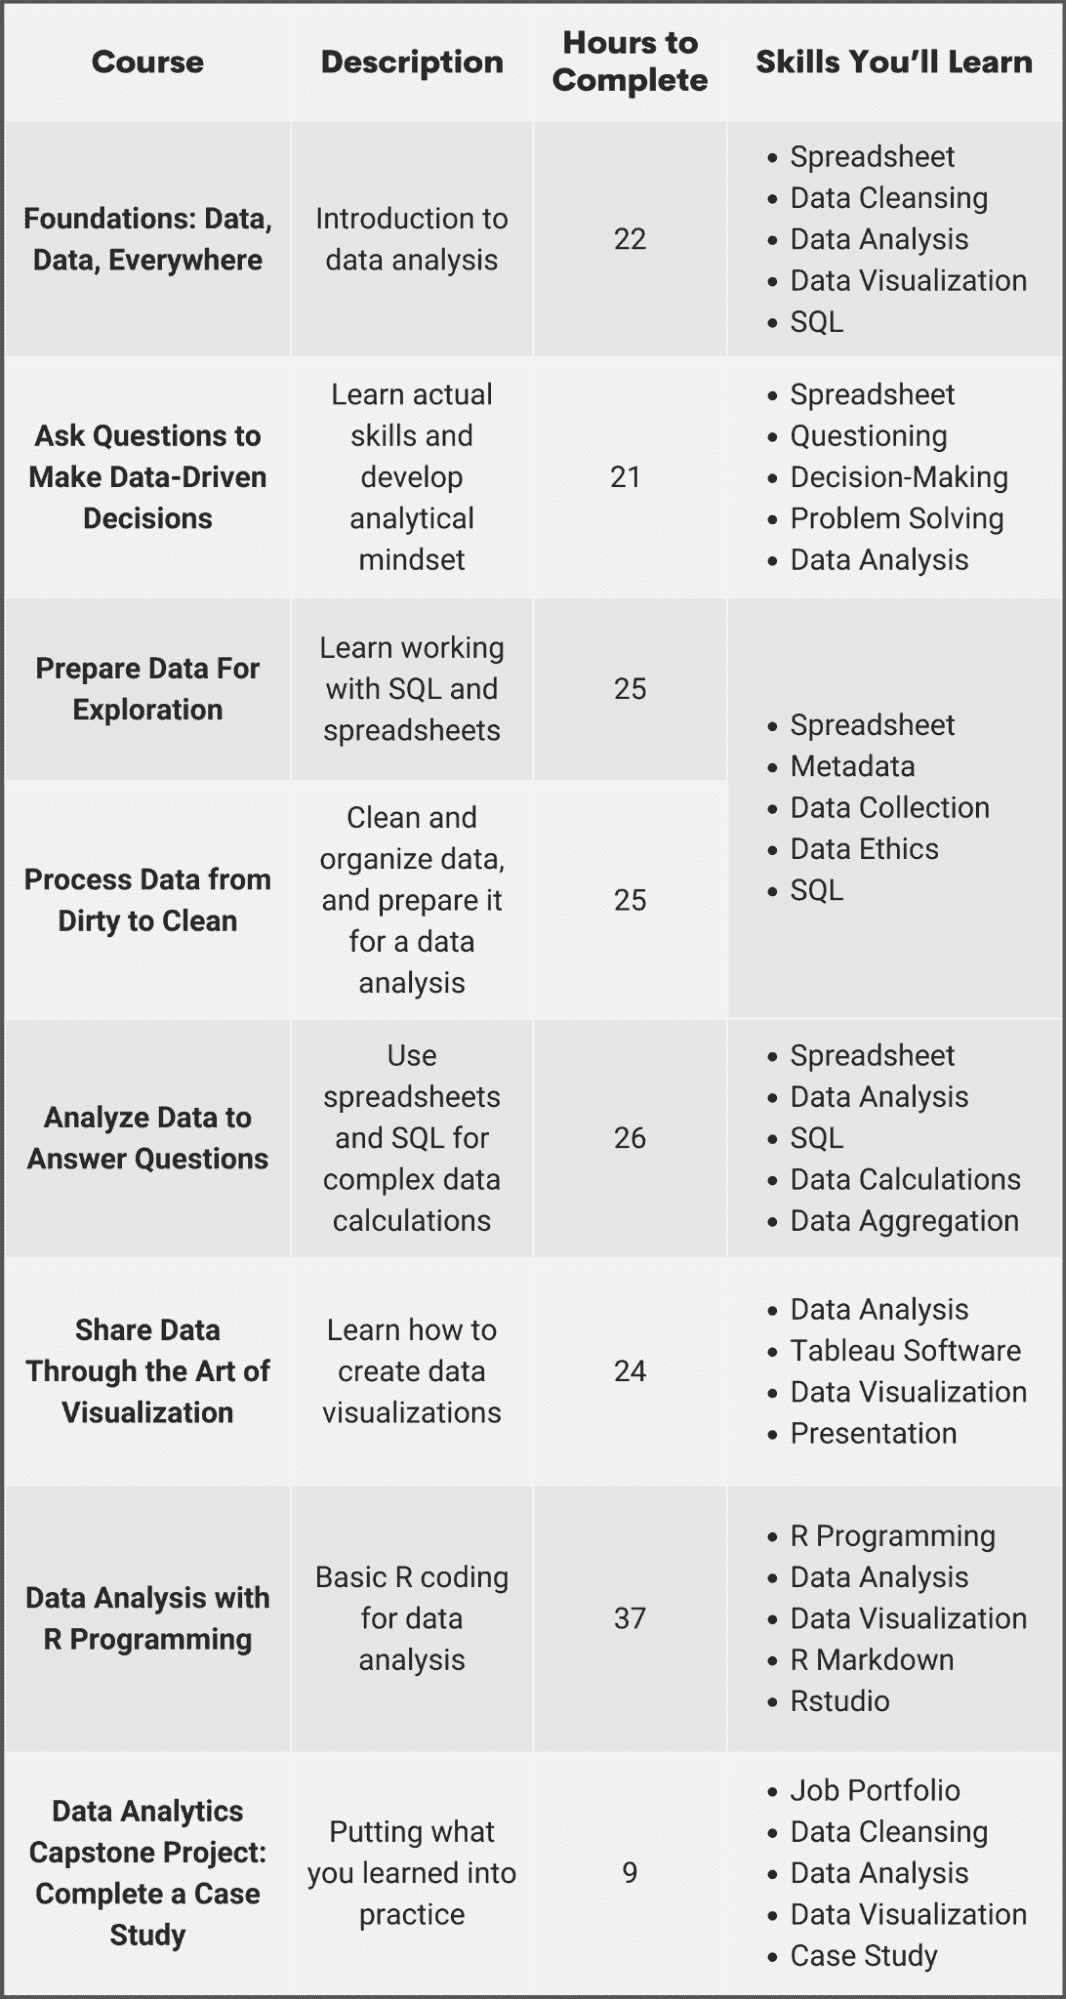 Course
Description
Hours to
Complete
Skills You'll Learn
Foundations: Data,
Data, Everywhere
Introduction to
data analysis
22
• Spreadsheet
• Data Cleansing
• Data Analysis
• Data Visualization
• SQL
Ask Questions to
Make Data-Driven
Decisions
Learn actual
skills and
develop
analytical
mindset
21
• Spreadsheet
• Questioning
• Decision-Making
• Problem Solving
• Data Analysis
Prepare Data For
Exploration
Learn working
with SQL and
spreadsheets
25
• Spreadsheet
• Metadata
• Data Collection
• Data Ethics
• SQL
Process Data from
Dirty to Clean
Clean and
organize data,
and prepare it
for a data
analysis
25
Analyze Data to
Answer Questions
Use
spreadsheets
and SQL for
complex data
calculations
26
• Spreadsheet
• Data Analysis
• SQL
• Data Calculations
• Data Aggregation
Share Data
Through the Art of
Visualization
Learn how to
create data
visualizations
24
• Data Analysis
• Tableau Software
• Data Visualization
• Presentation
Data Analysis with
R Programming
Basic R coding
for data
analysis
37
• R Programming
• Data Analysis
• Data Visualization
• R Markdown
• Rstudio
Data Analytics
Capstone Project:
Complete a Case
Study
Putting what
you learned into
practice
9
• Job Portfolio
• Data Cleansing
• Data Analysis
• Data Visualization
• Case Study